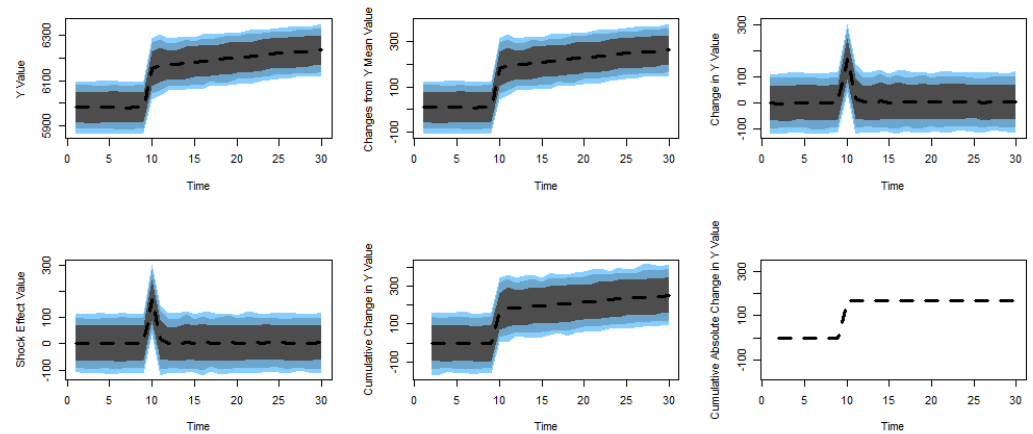 Y Value
5900
6100
6300
0 5 10 15 20 25 30
Time
Changes from Y Mean Value
-100
100
300
0 5 10 15 20 25 30
Time
Change in Y Value
-100
0
100
300
0 5 10 15 20 25 30
Time
Shock Effect Value
-100
0
100
300
0 5 10 15 20 25 30
Time
Cumulative Change in Y Value
-100
100
300
0 5 10 15 20 25 30
Time
Cumulative Absolute Change in Y Value
-100
100
300
0 5 10 15 20 25 30
Time